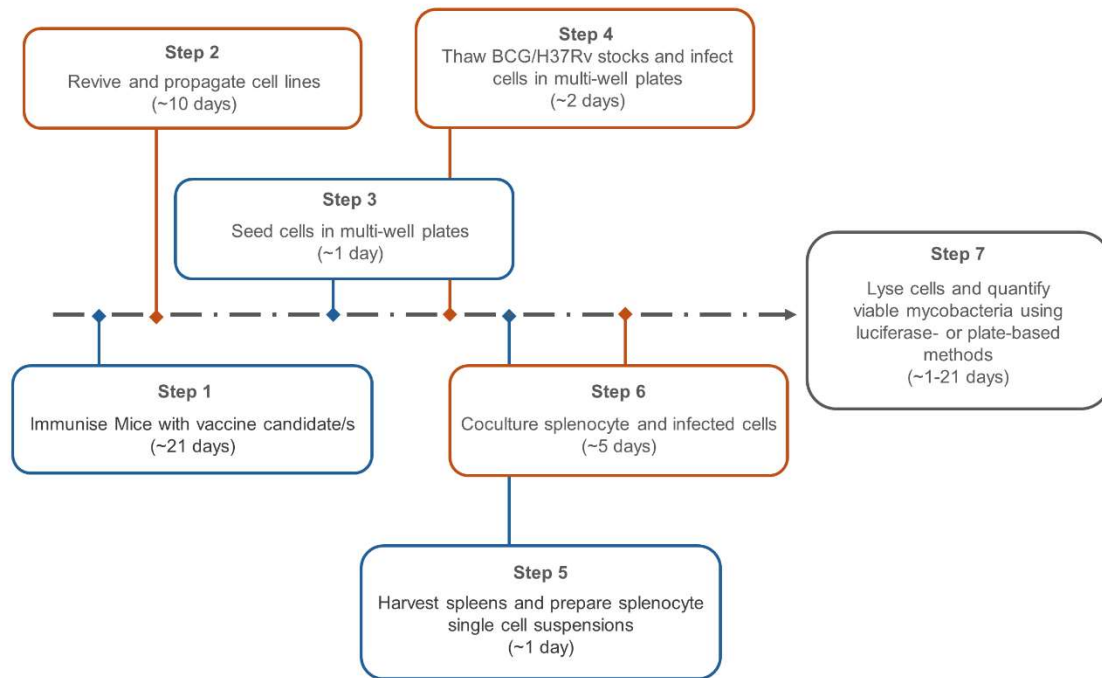 Step 2
Revive and propagate cell lines
(~10 days)
Step 4
Thaw BCG/H37Rv stocks and infect
cells in multi-well plates
(~2 days)
Step 3
Seed cells in multi-well plates
(~1 day)
Step 7
Lyse cells and quantify
viable mycobacteria using
luciferase- or plate-based
methods
(~1-21 days)
Step 1
Immunise Mice with vaccine candidate/s
(~21 days)
Step 6
Coculture splenocyte and infected cells
(~5 days)
Step 5
Harvest spleens and prepare splenocyte
single cell suspensions
(~1 day)